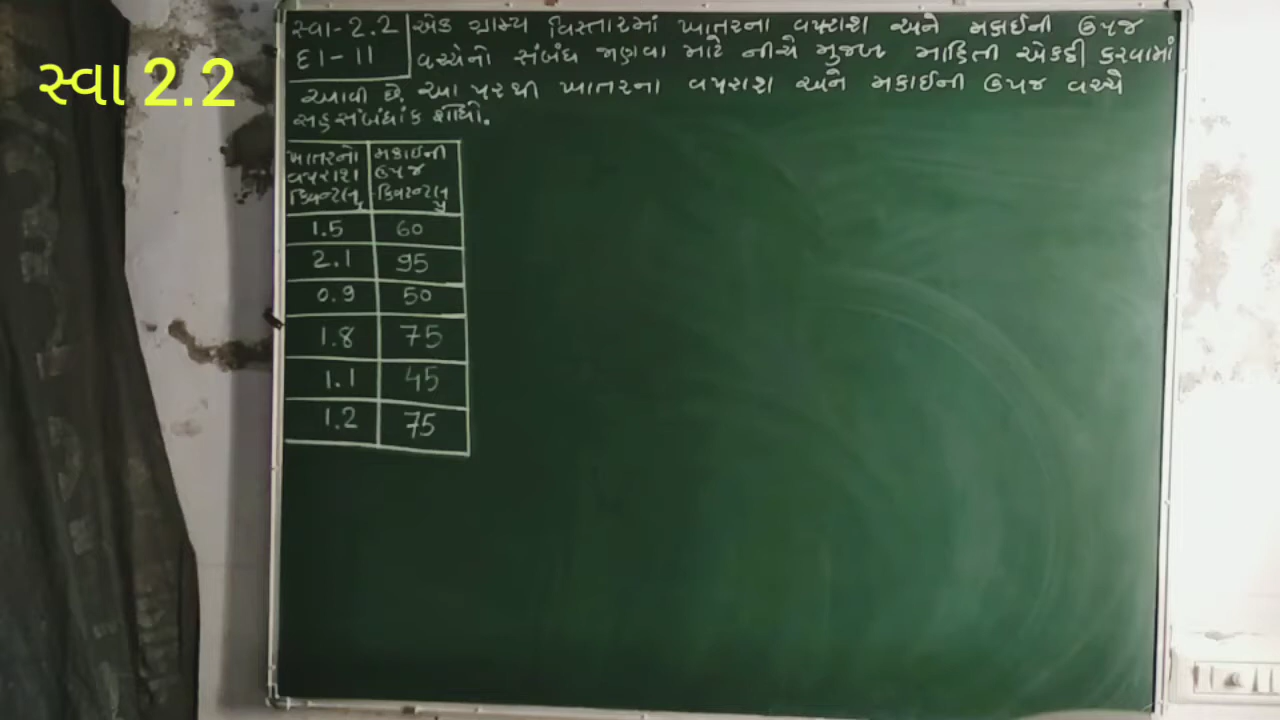 સ્વા 2.2
સ્વા-2.2 એક ગ્રામ્ય વિસ્તારમાં ખાતરના વપરાશ અને મકાઈની ઉપજ
દા-11 વચ્ચેનો સંબંધ જાણવા માટે નીચે મુજબ માહિતી એકઠી કરવામાં
આવી છે. આ પરથી ખાતરના વપરાશ અને મકાઈની ઉપજ વચ્ચે
સહસંબંધાંક શોધો.
ખાતરનો મકાઈની
વપરાશ ઉપજ
ક્વિન્ટલ ક્વિન્ટલ
1.5 60
2.1 95
0.9 50
1.8 75
1.1 45
1.2 75